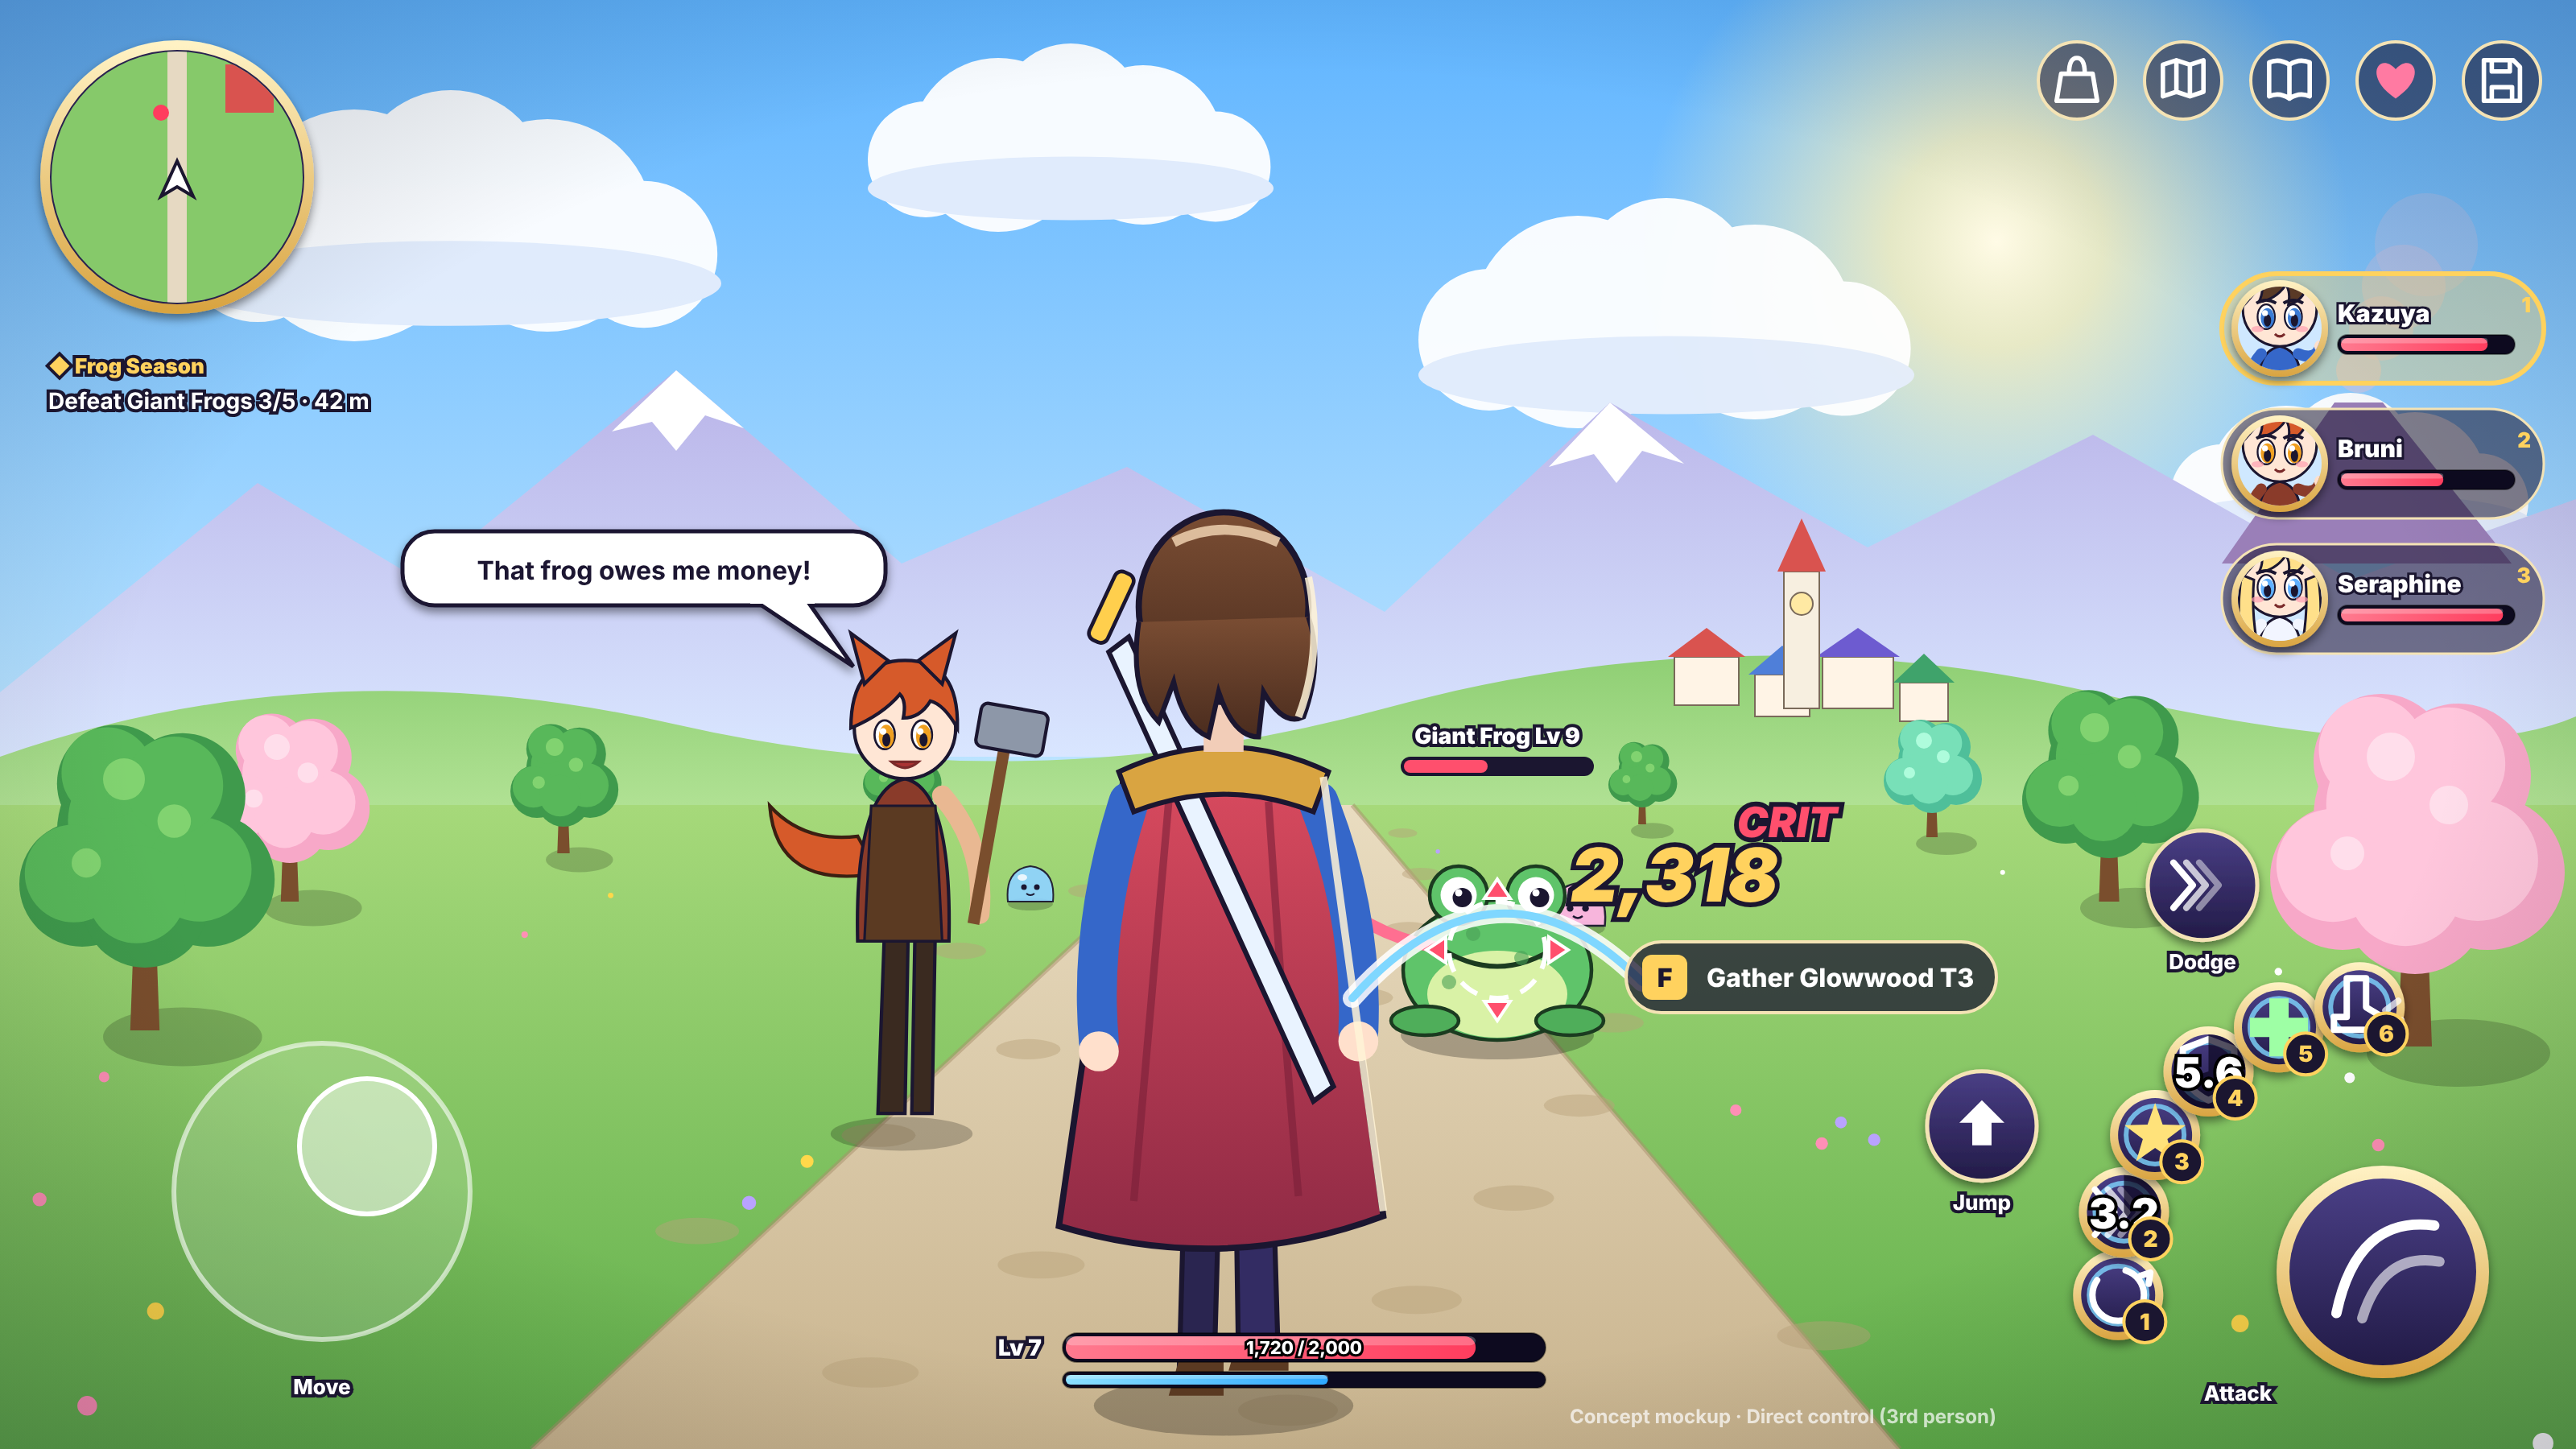 Frog Season
Defeat Giant Frogs 3/5 · 42 m
Kazuya
1
Bruni
2
Seraphine
3
That frog owes me money!
Giant Frog Lv 9
CRIT
2,318
F Gather Glowwood T3
Dodge
6
5
5.6
4
3
Jump
3.2
2
1
Lv 7
1,720 / 2,000
Move
Attack
Concept mockup · Direct control (3rd person)